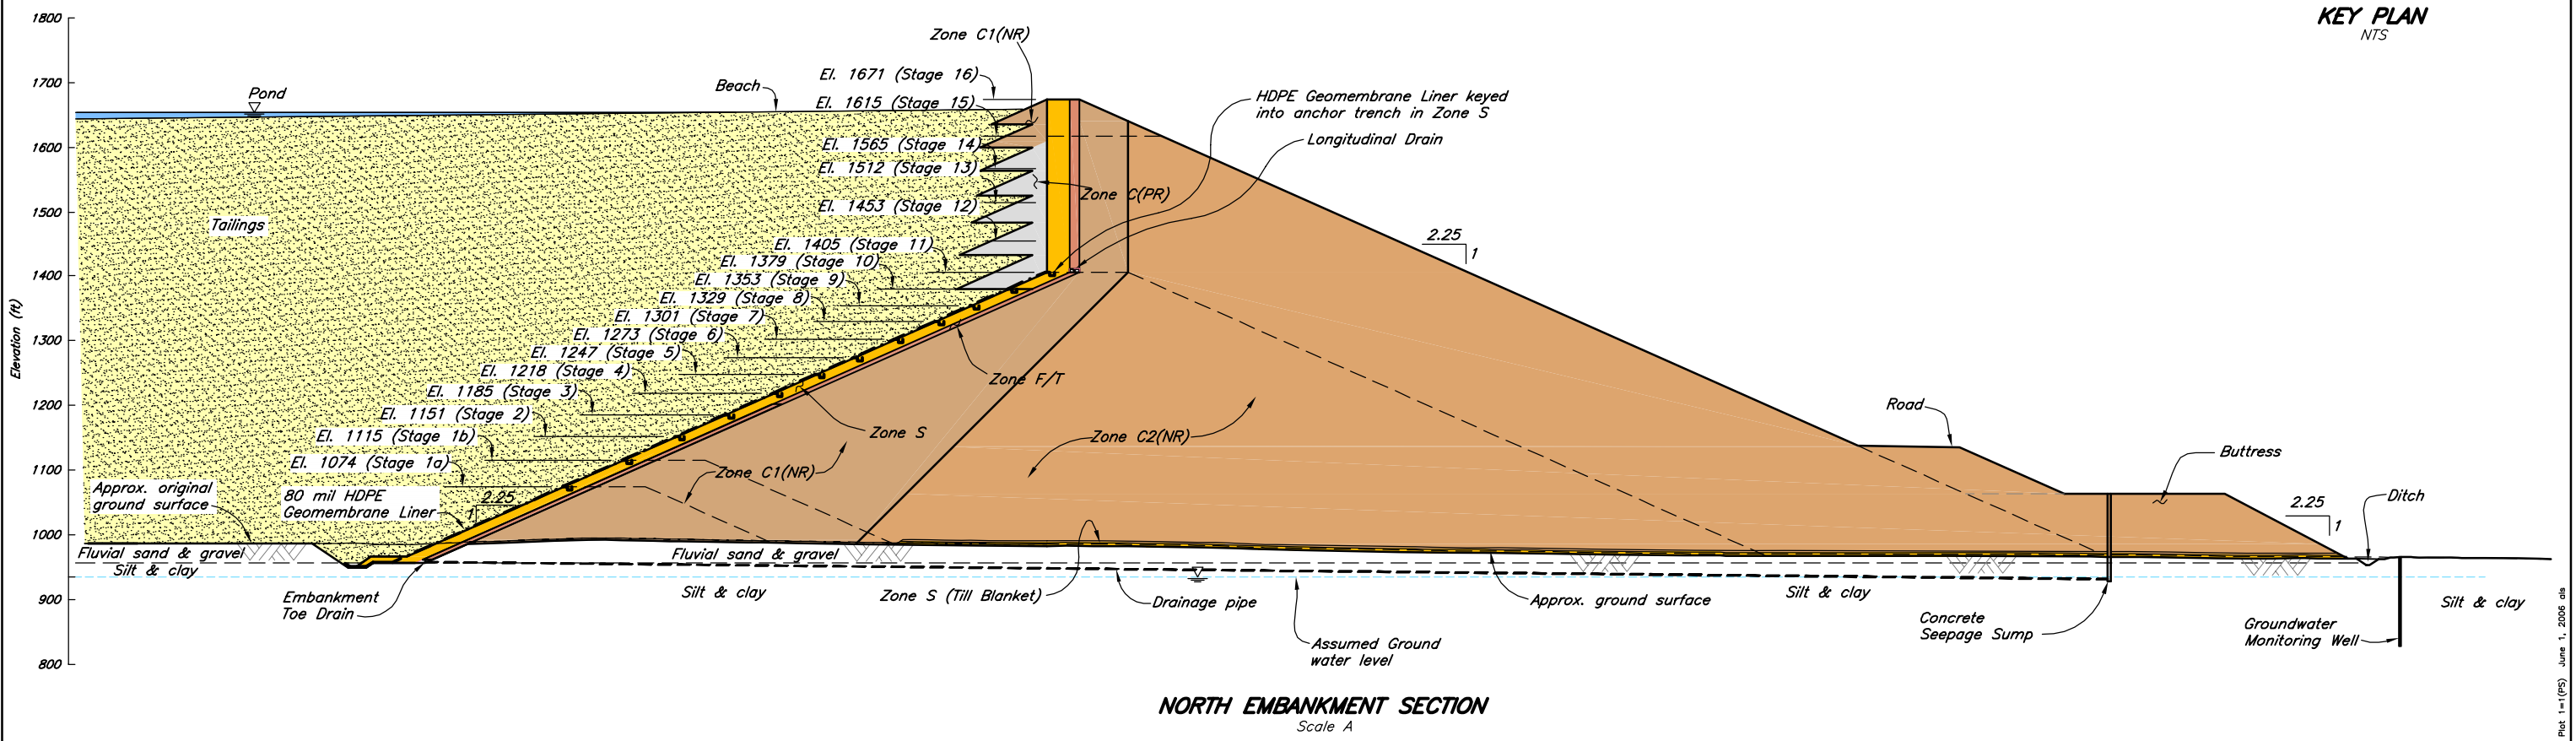 KEY PLAN
NTS
1800
1700
1600
1500
1400
1300
1200
1100
1000
900
800
Elevation (ft)
Pond
Beach
Tailings
Zone C1(NR)
El. 1671 (Stage 16)
El. 1615 (Stage 15)
El. 1565 (Stage 14)
El. 1512 (Stage 13)
El. 1453 (Stage 12)
El. 1405 (Stage 11)
El. 1379 (Stage 10)
El. 1353 (Stage 9)
El. 1329 (Stage 8)
El. 1301 (Stage 7)
El. 1273 (Stage 6)
El. 1247 (Stage 5)
El. 1218 (Stage 4)
El. 1185 (Stage 3)
El. 1151 (Stage 2)
El. 1115 (Stage 1b)
El. 1074 (Stage 1a)
HDPE Geomembrane Liner keyed
into anchor trench in Zone S
Longitudinal Drain
Zone C(PR)
2.25
1
Zone F/T
Zone S
Zone C2(NR)
Zone C1(NR)
Road
Buttress
Ditch
2.25
1
Approx. original
ground surface
80 mil HDPE
Geomembrane Liner
2.25
1
Fluvial sand & gravel
Silt & clay
Fluvial sand & gravel
Silt & clay
Embankment
Toe Drain
Zone S (Till Blanket)
Drainage pipe
Assumed Ground
water level
Approx. ground surface
Silt & clay
Concrete
Seepage Sump
Groundwater
Monitoring Well
Silt & clay
NORTH EMBANKMENT SECTION
Scale A
Plot 1=1(PS) June 1, 2006 als